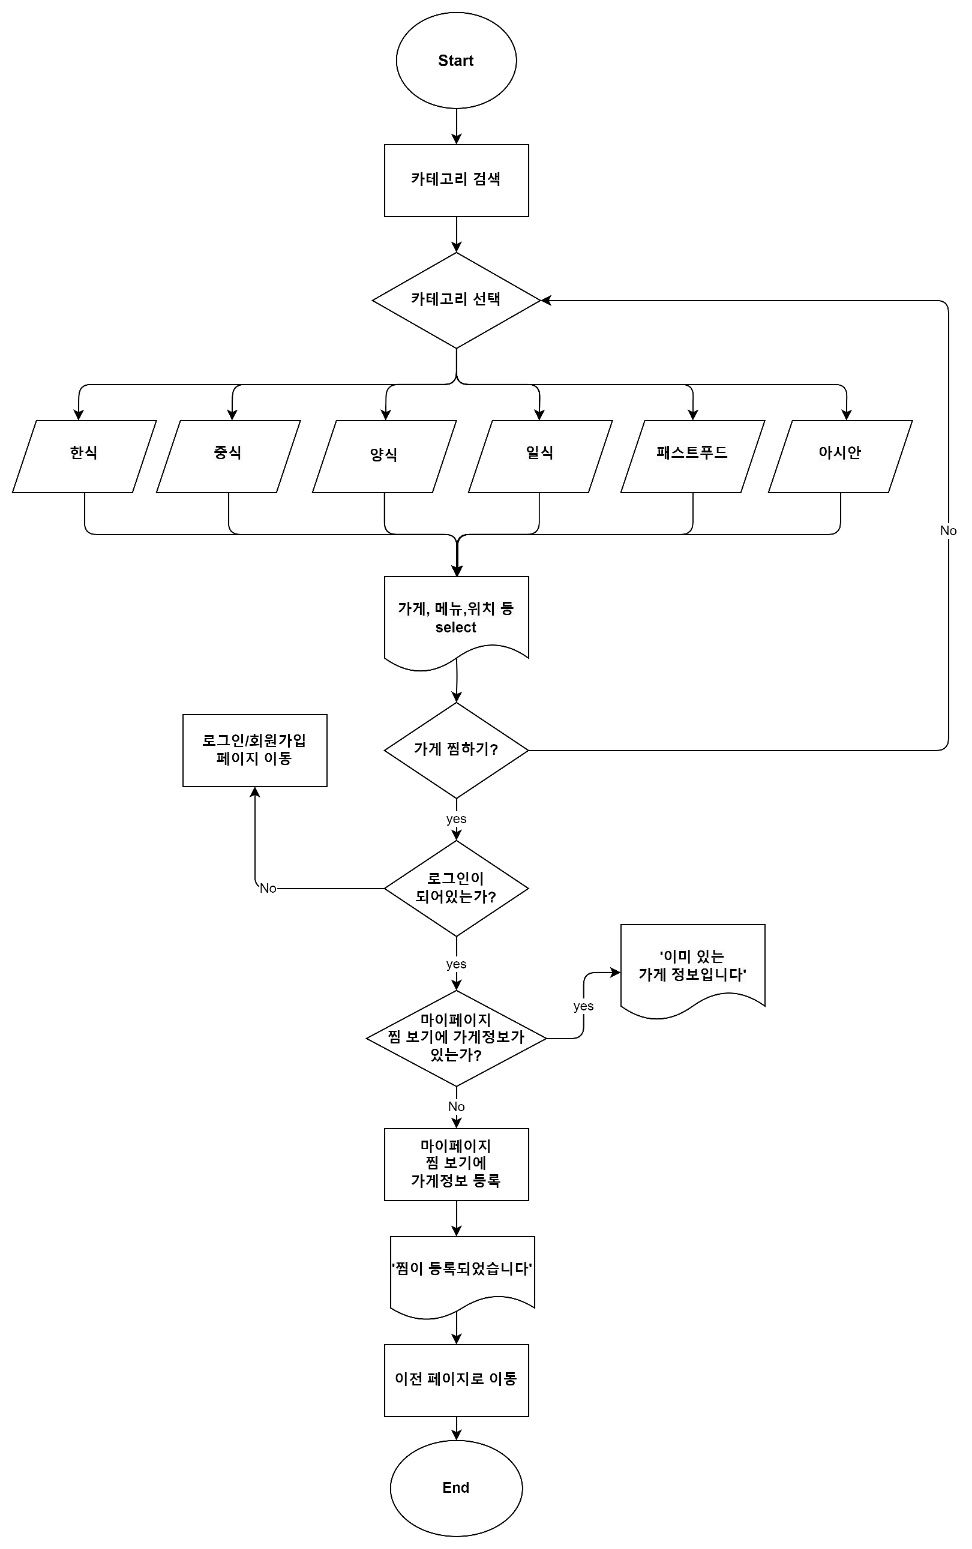 Start
카테고리 검색
카테고리 선택
한식
중식
양식
일식
패스트푸드
아시안
No
가게, 메뉴,위치 등
select
로그인/회원가입
페이지 이동
가게 찜하기?
yes
로그인이
되어있는가?
No
yes
'이미 있는
가게 정보입니다'
yes
마이페이지
찜 보기에 가게정보가
있는가?
No
마이페이지
찜 보기에
가게정보 등록
'찜이 등록되었습니다'
이전 페이지로 이동
End